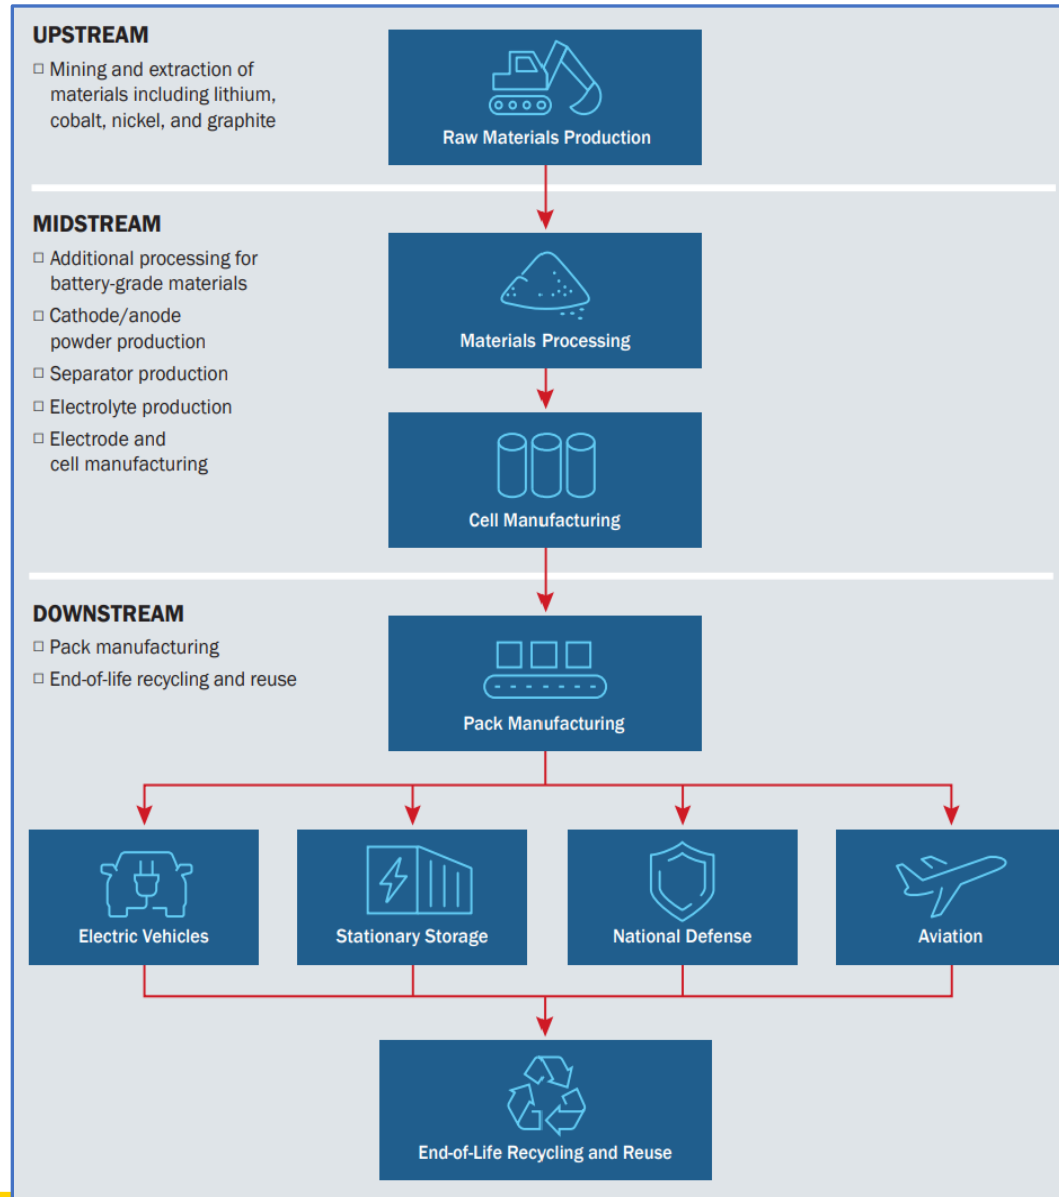 UPSTREAM
□ Mining and extraction of
materials including lithium,
cobalt, nickel, and graphite
Raw Materials Production
MIDSTREAM
□ Additional processing for
battery-grade materials
□ Cathode/anode
powder production
□ Separator production
□ Electrolyte production
□ Electrode and
cell manufacturing
Materials Processing
Cell Manufacturing
DOWNSTREAM
□ Pack manufacturing
□ End-of-life recycling and reuse
Pack Manufacturing
Electric Vehicles
Stationary Storage
National Defense
Aviation
End-of-Life Recycling and Reuse